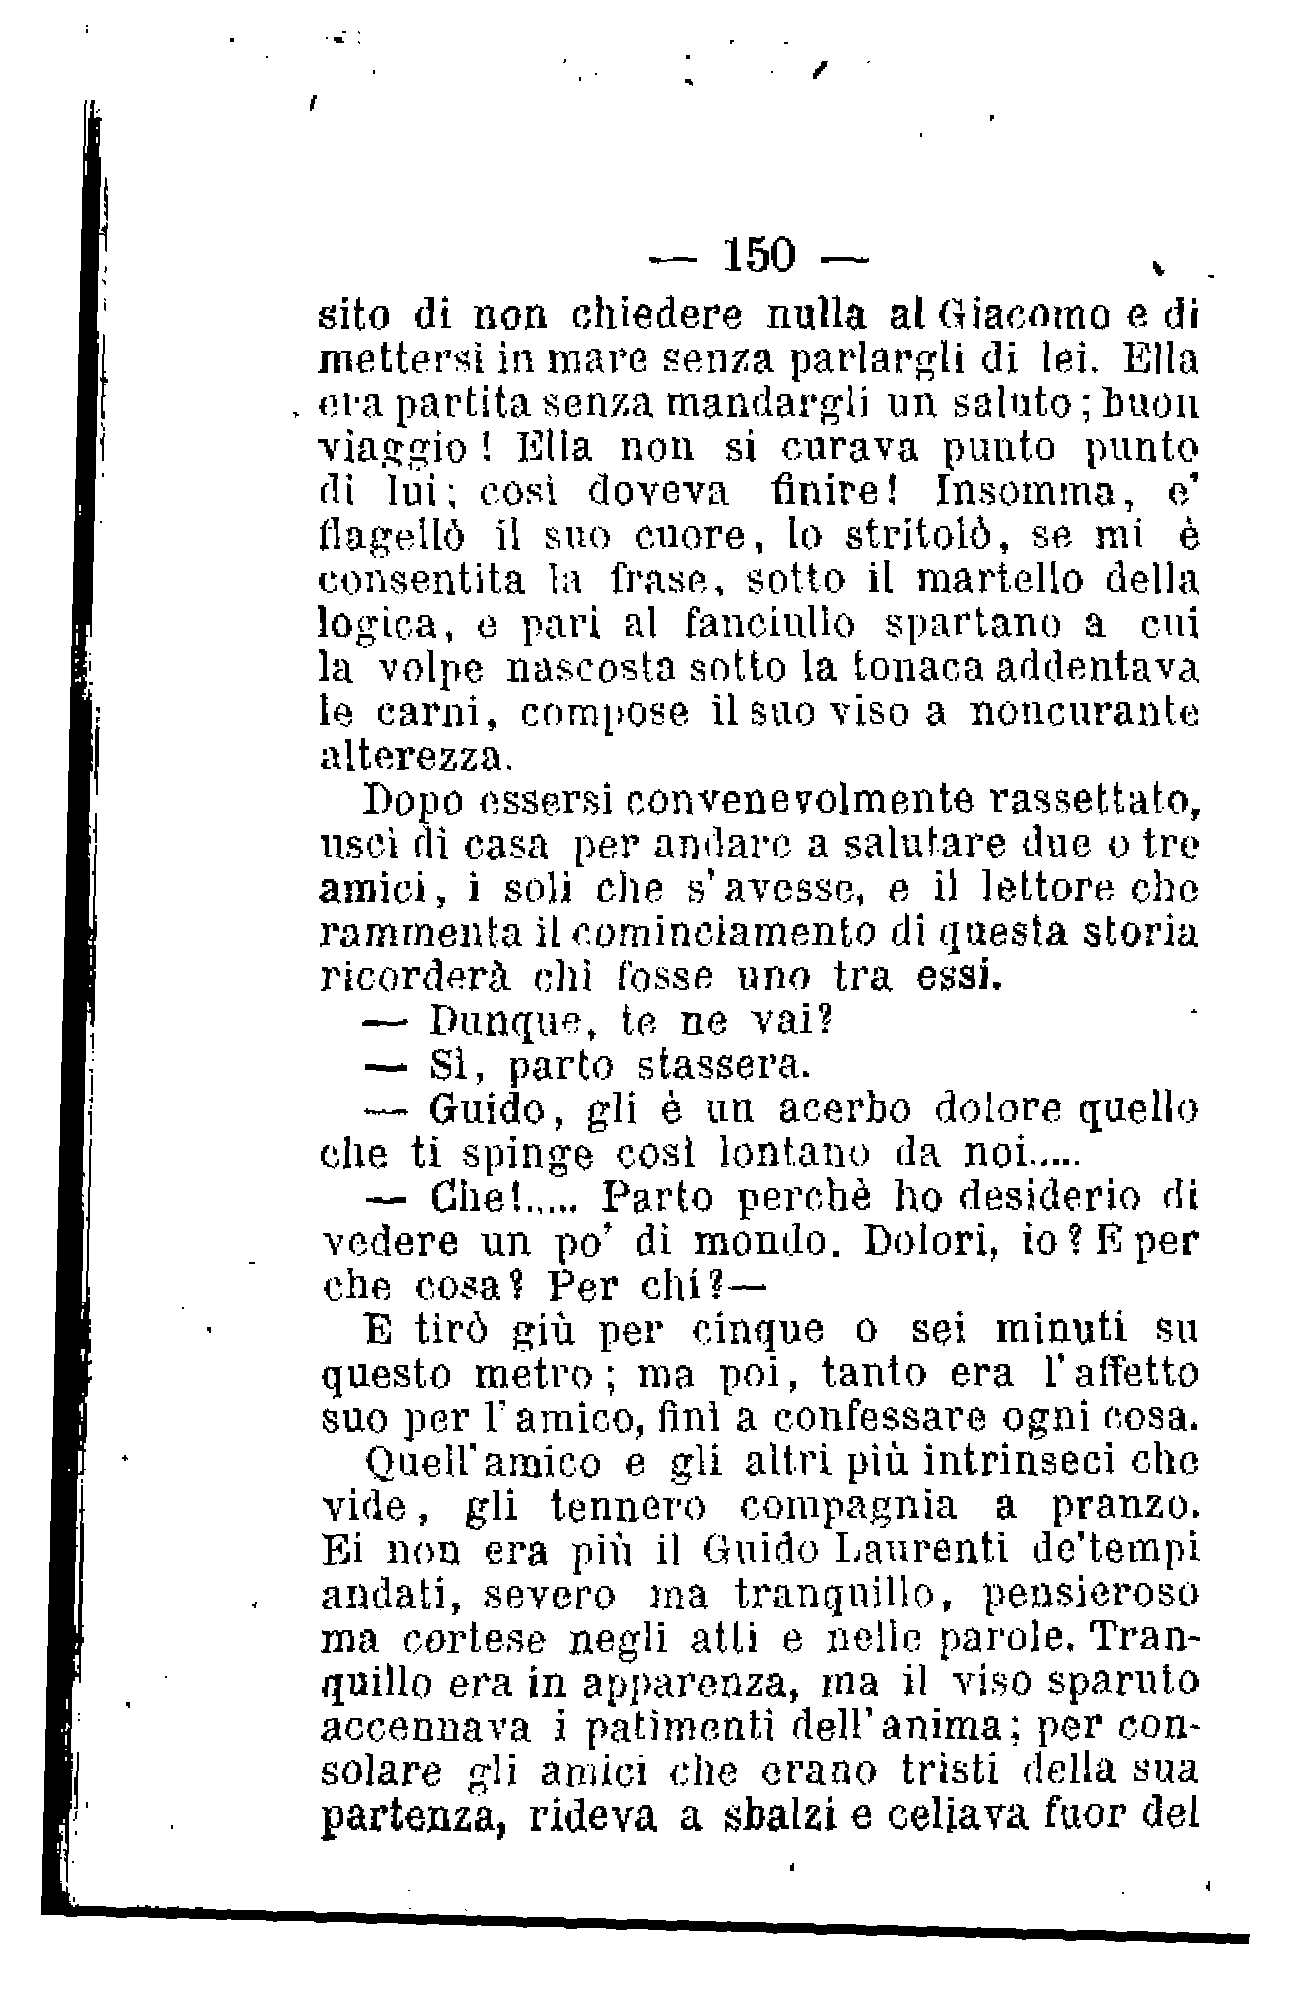 — 150 —
sito di non chiedere nulla al Giacomo e di
mettersi in mare senza parlargli di lei. Ella
era partita senza mandargli un saluto; buon
viaggio! Ella non si curava punto punto
di lui; così doveva finire! Insomma, e'
flagellò il suo cuore, lo stritolò, se mi è
consentita la frase, sotto il martello della
logica, e pari al fanciullo spartano a cui
la volpe nascosta sotto la tonaca addentava
le carni, compose il suo viso a noncurante
alterezza.
Dopo essersi convenevolmente rassettato,
uscì di casa per andare a salutare due o tre
amici, i soli che s'avesse, e il lettore che
rammenta il cominciamento di questa storia
ricorderà chi fosse uno tra essi.
— Dunque, te ne vai?
— Sì, parto stassera.
— Guido, gli è un acerbo dolore quello
che ti spinge così lontano da noi.....
— Che!..... Parto perchè ho desiderio di
vedere un po' di mondo. Dolori, io? E per
che cosa? Per chi?—
E tirò giù per cinque o sei minuti su
questo metro; ma poi, tanto era l'affetto
suo per l'amico, finì a confessare ogni cosa.
Quell'amico e gli altri più intrinseci che
vide, gli tennero compagnia a pranzo.
Ei non era più il Guido Laurenti de'tempi
andati, severo ma tranquillo, pensieroso
ma cortese negli atti e nelle parole. Tran-
quillo era in apparenza, ma il viso sparuto
accennava i patimenti dell'anima; per con-
solare gli amici che erano tristi della sua
partenza, rideva a sbalzi e celiava fuor del